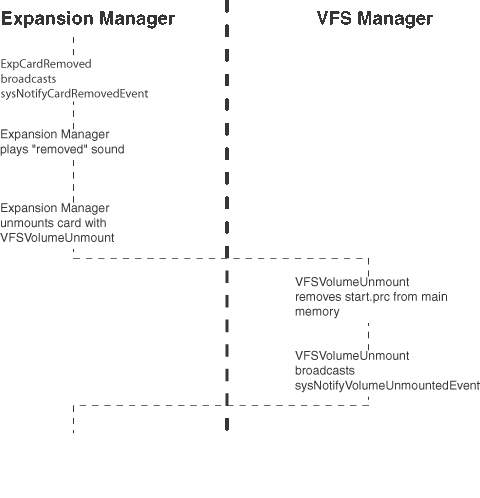 Expansion Manager
VFS Manager
ExpCardRemoved
broadcasts
sysNotifyCardRemovedEvent
Expansion Manager
plays "removed" sound
Expansion Manager
unmounts card with
VFSVolumeUnmount
VFSVolumeUnmount
removes start.prc from main
memory
VFSVolumeUnmount
broadcasts
sysNotifyVolumeUnmountedEvent